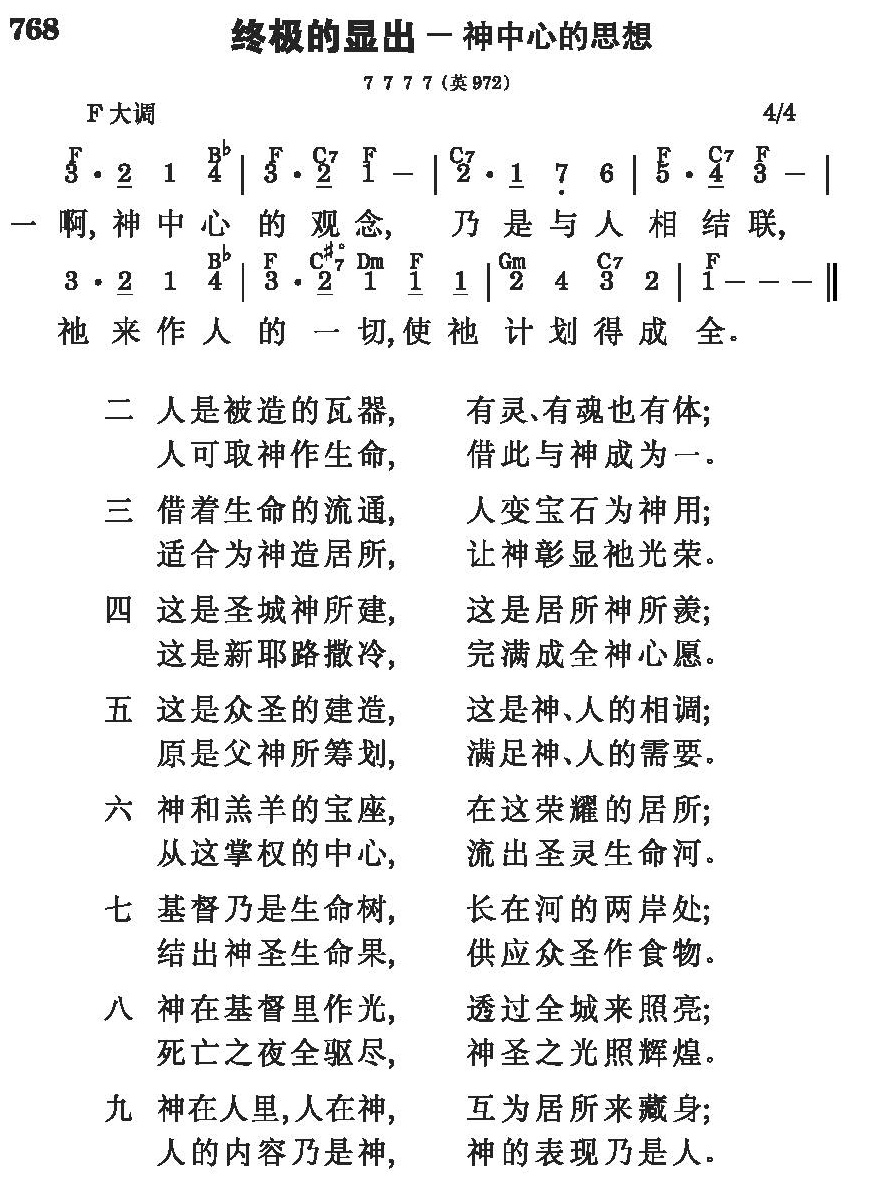 768
终极的显出－神中心的思想
7 7 7 7 (英 972)
F 大调 4/4
F B♭ F C7 F C7 F C7 F
3 · 2 1 4 | 3 · 2 1 － | 2 · 1 7 6 | 5 · 4 3 － |
一 啊, 神 中 心 的 观 念, 乃 是 与 人 相 结 联,
B♭ F C♯°7 Dm F Gm C7 F
3 · 2 1 4 | 3 · 2 1 1 1 | 2 4 3 2 | 1 － － － ‖
祂 来 作 人 的 一 切, 使 祂 计 划 得 成 全。
二 人是被造的瓦器, 有灵、有魂也有体;
人可取神作生命, 借此与神成为一。
三 借着生命的流通, 人变宝石为神用;
适合为神造居所, 让神彰显祂光荣。
四 这是圣城神所建, 这是居所神所羡;
这是新耶路撒冷, 完满成全神心愿。
五 这是众圣的建造, 这是神、人的相调;
原是父神所筹划, 满足神、人的需要。
六 神和羔羊的宝座, 在这荣耀的居所;
从这掌权的中心, 流出圣灵生命河。
七 基督乃是生命树, 长在河的两岸处;
结出神圣生命果, 供应众圣作食物。
八 神在基督里作光, 透过全城来照亮;
死亡之夜全驱尽, 神圣之光照辉煌。
九 神在人里, 人在神, 互为居所来藏身;
人的内容乃是神, 神的表现乃是人。